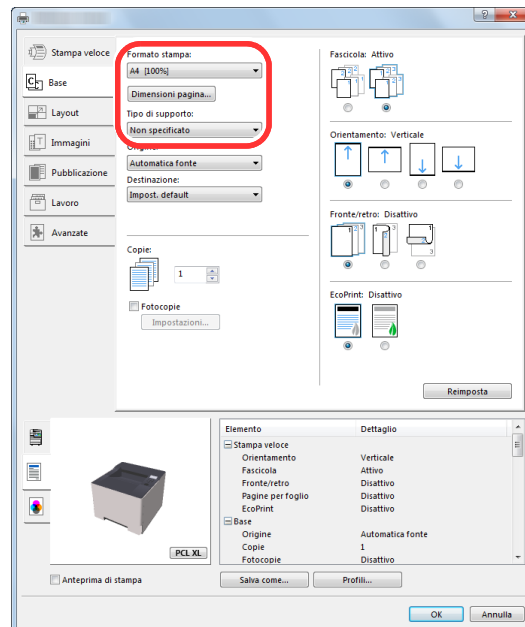 Stampa veloce
Base
Layout
Immagini
Pubblicazione
Lavoro
Avanzate
Formato stampa:
A4 [100%]
Dimensioni pagina...
Tipo di supporto:
Non specificato
Origine:
Automatica fonte
Destinazione:
Impost. default
Copie:
1
Fotocopie
Impostazioni...
Fascicola: Attivo
Orientamento: Verticale
Fronte/retro: Disattivo
EcoPrint: Disattivo
Reimposta
PCL XL
Anteprima di stampa
Elemento Dettaglio
Stampa veloce
Orientamento Verticale
Fascicola Attivo
Fronte/retro Disattivo
Pagine per foglio Disattivo
EcoPrint Disattivo
Base
Origine Automatica fonte
Copie 1
Fotocopie Disattivo
Salva come... Profili...
OK Annulla